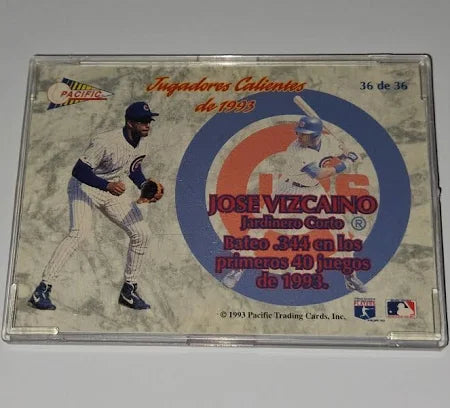 PACIFIC
Jugadores Calientes
de 1993
36 de 36
JOSE VIZCAINO
Jardinero Corto ®
Bateo .344 en los
primeros 40 juegos
de 1993.
© 1993 Pacific Trading Cards, Inc.